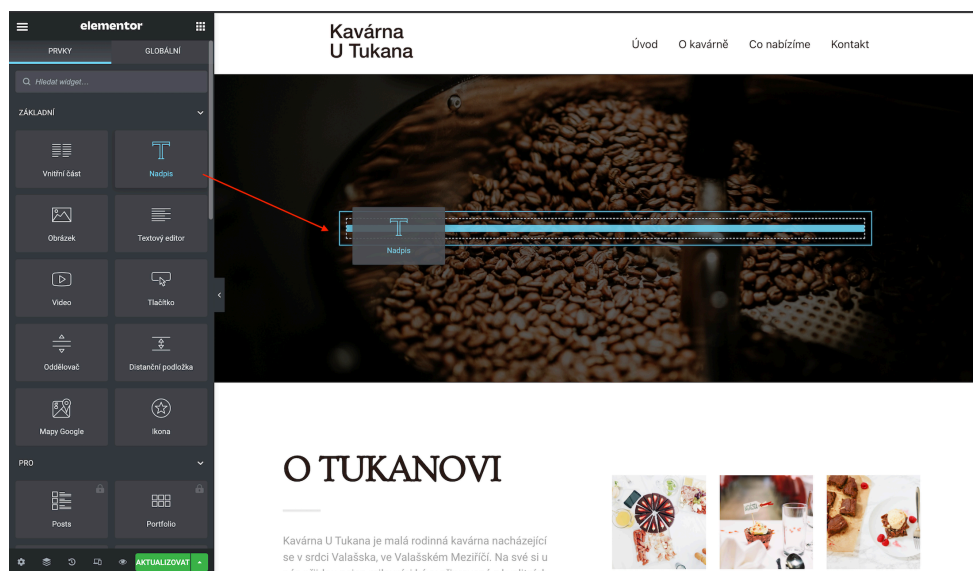 elementor
PRVKY
GLOBÁLNÍ
Hledat widget...
ZÁKLADNÍ
Vnitřní část
Nadpis
Obrázek
Textový editor
Video
Tlačítko
Oddělovač
Distanční podložka
Mapy Google
Ikona
PRO
Posts
Portfolio
AKTUALIZOVAT
Kavárna
U Tukana
Úvod
O kavárně
Co nabízíme
Kontakt
Nadpis
O TUKANOVI
Kavárna U Tukana je malá rodinná kavárna nacházející
se v srdci Valašska, ve Valašském Meziříčí. Na své si u